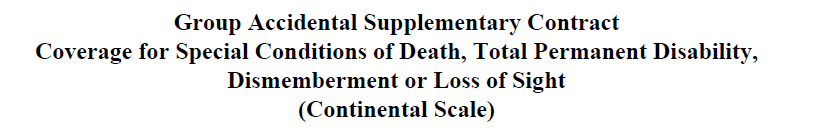 Group Accidental Supplementary Contract
Coverage for Special Conditions of Death, Total Permanent Disability,
Dismemberment or Loss of Sight
(Continental Scale)